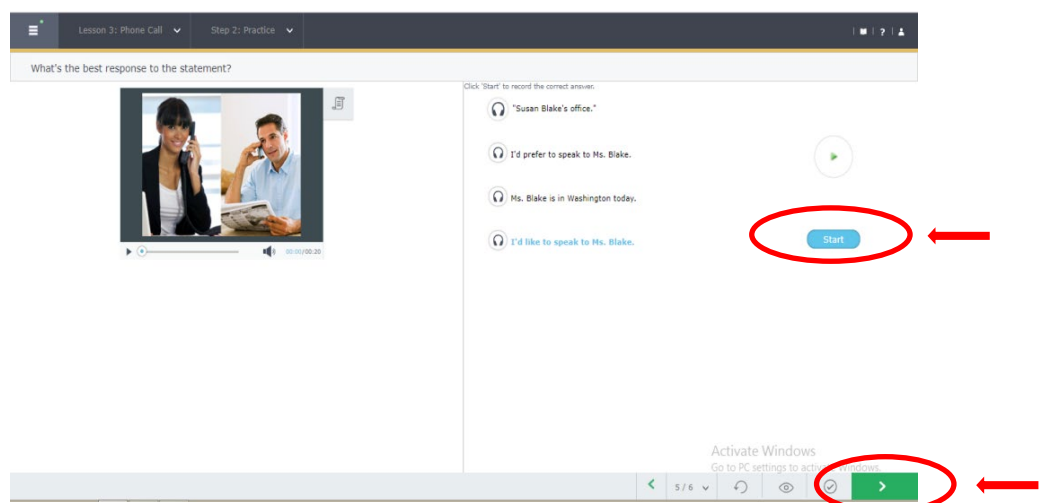 Lesson 3: Phone Call
Step 2: Practice
?
What's the best response to the statement?
Click 'Start' to record the correct answer.
"Susan Blake's office."
I'd prefer to speak to Ms. Blake.
Ms. Blake is in Washington today.
I'd like to speak to Ms. Blake.
Start
00:00/00:20
Activate Windows
Go to PC settings to activate Windows.
5 / 6